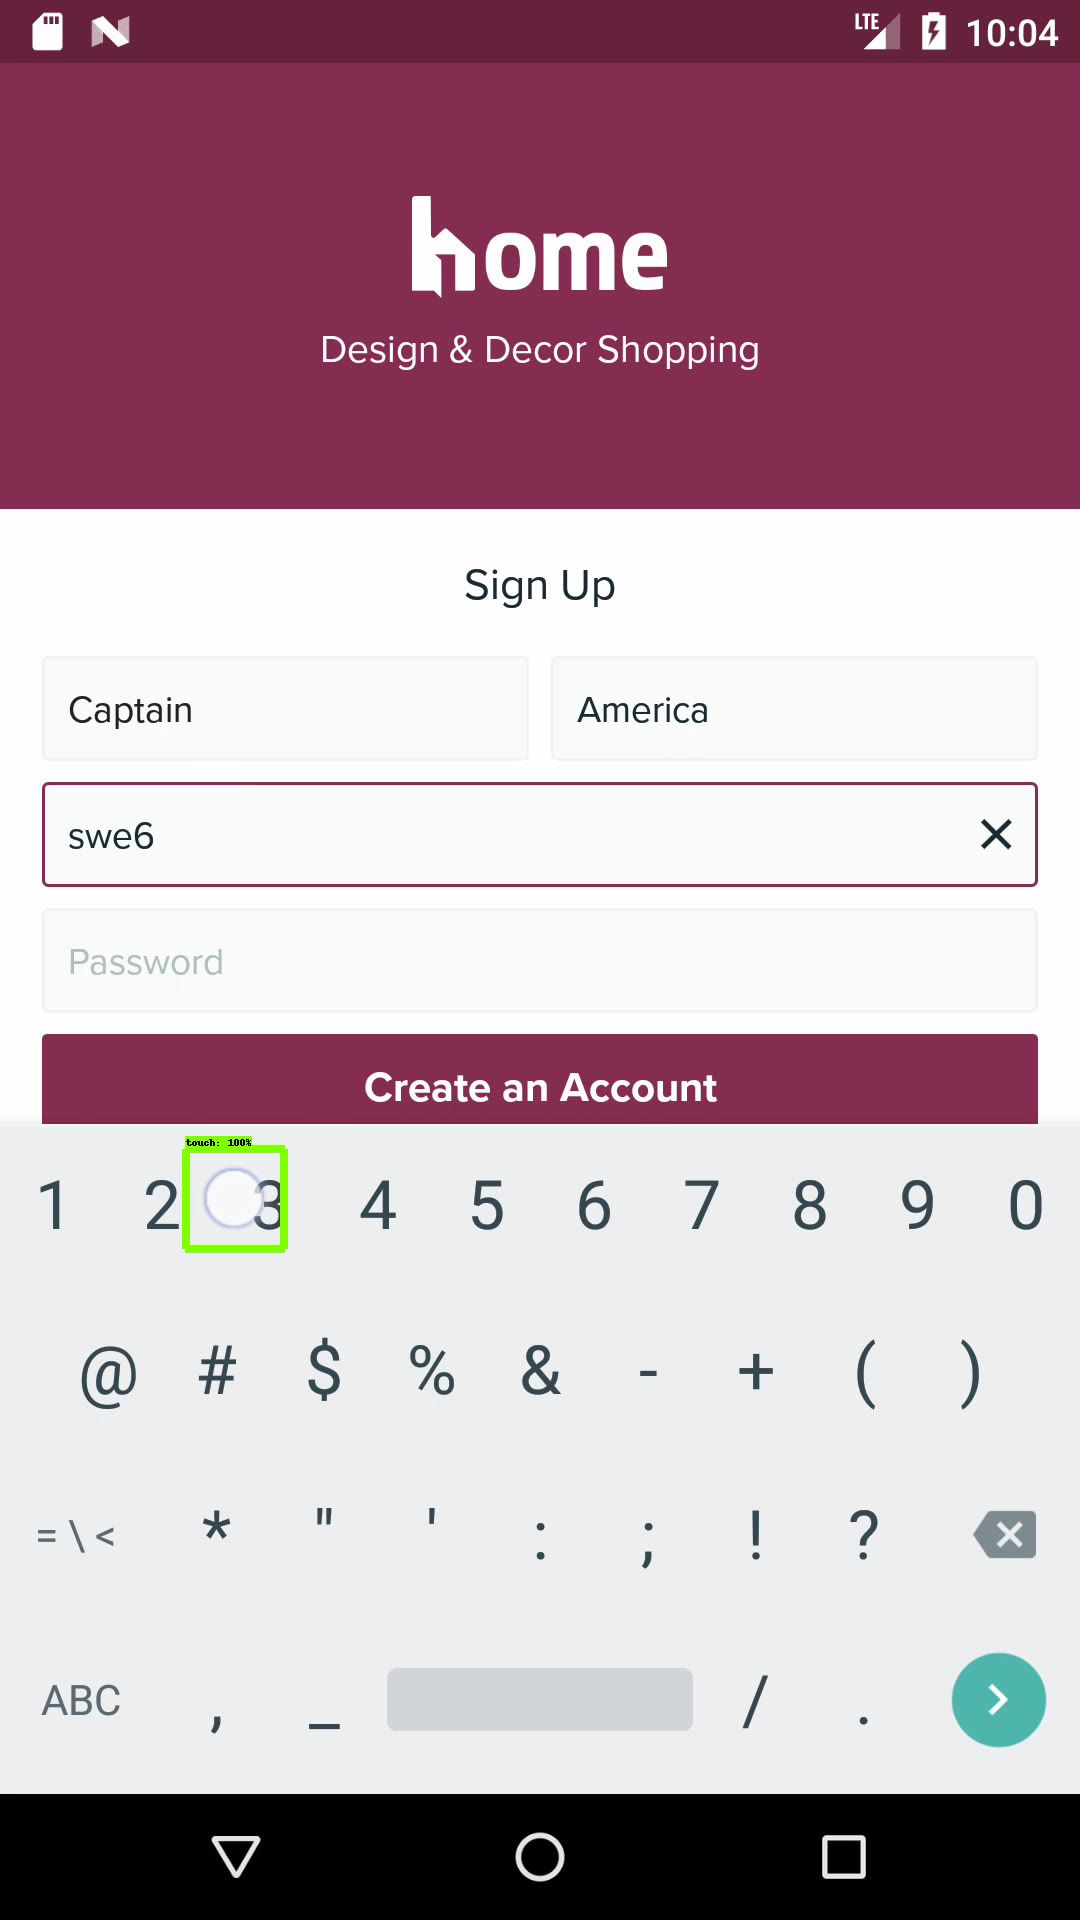 LTE 10:04
home
Design & Decor Shopping
Sign Up
Captain America
swe6
Password
Create an Account
touch: 100%
1 2 3 4 5 6 7 8 9 0
@ # $ % & - + ( )
= \ < * " ' : ; ! ?
ABC , _ / .